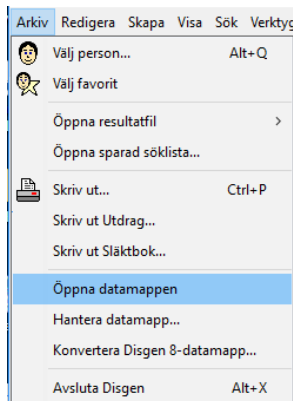 Arkiv Redigera Skapa Visa Sök Verktyg
Välj person... Alt+Q
Välj favorit
Öppna resultatfil >
Öppna sparad söklista...
Skriv ut... Ctrl+P
Skriv ut Utdrag...
Skriv ut Släktbok...
Öppna datamappen
Hantera datamapp...
Konvertera Disgen 8-datamapp...
Avsluta Disgen Alt+X